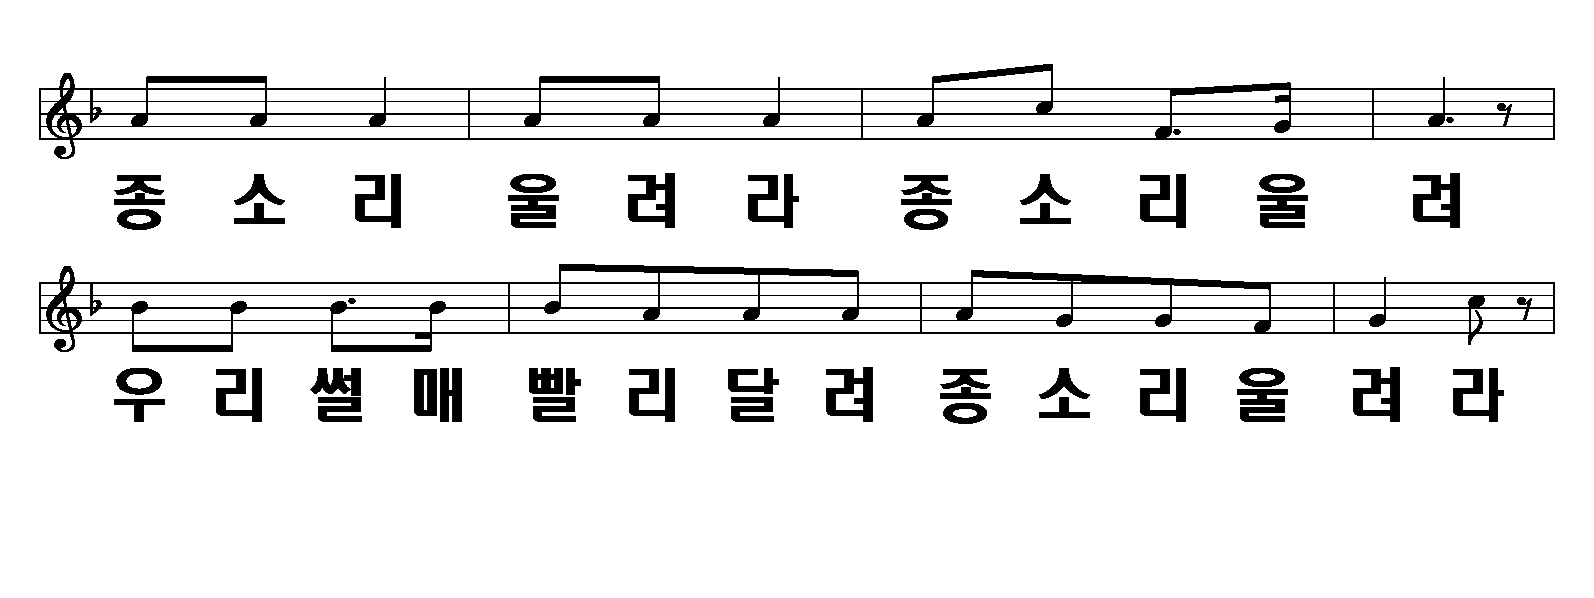 종 소 리 울 려 라 종 소 리 울 려
우 리 썰 매 빨 리 달 려 종 소 리 울 려 라